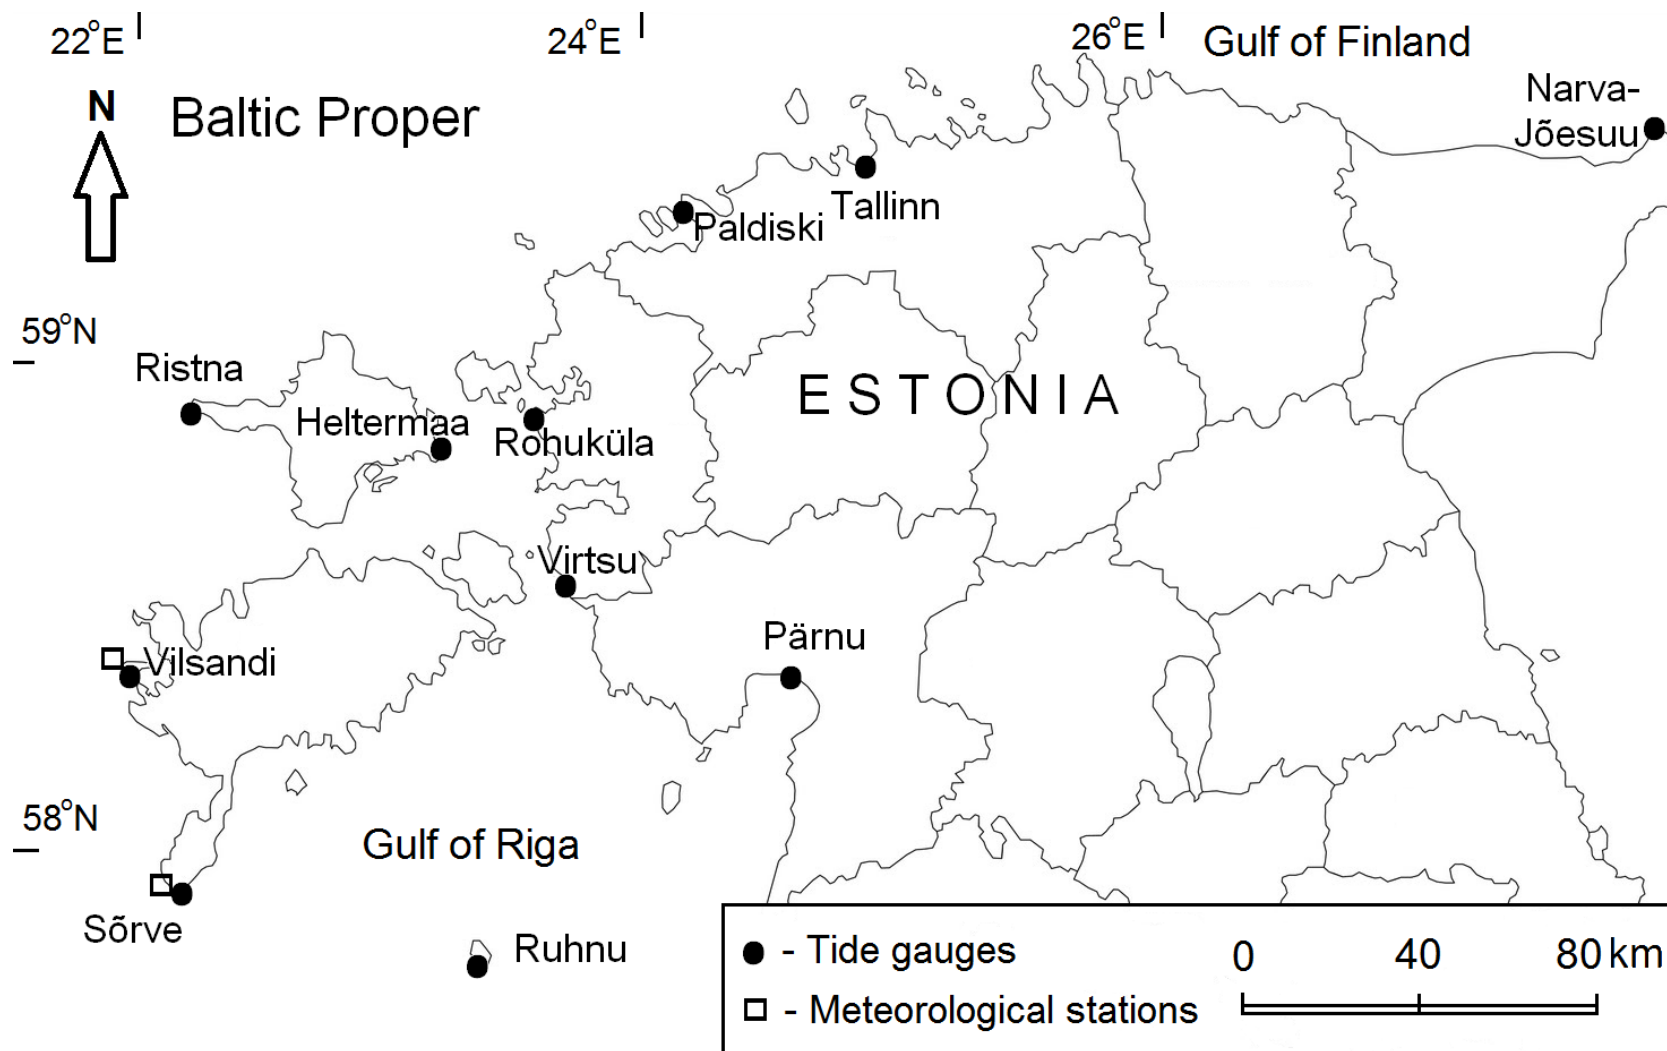 22°E
24°E
26°E
Gulf of Finland
N
Baltic Proper
Narva-
Jõesuu
Tallinn
Paldiski
59°N
Ristna
ESTONIA
Heltermaa
Rohuküla
Virtsu
Pärnu
Vilsandi
58°N
Gulf of Riga
Sõrve
Ruhnu
- Tide gauges
- Meteorological stations
0 40 80 km